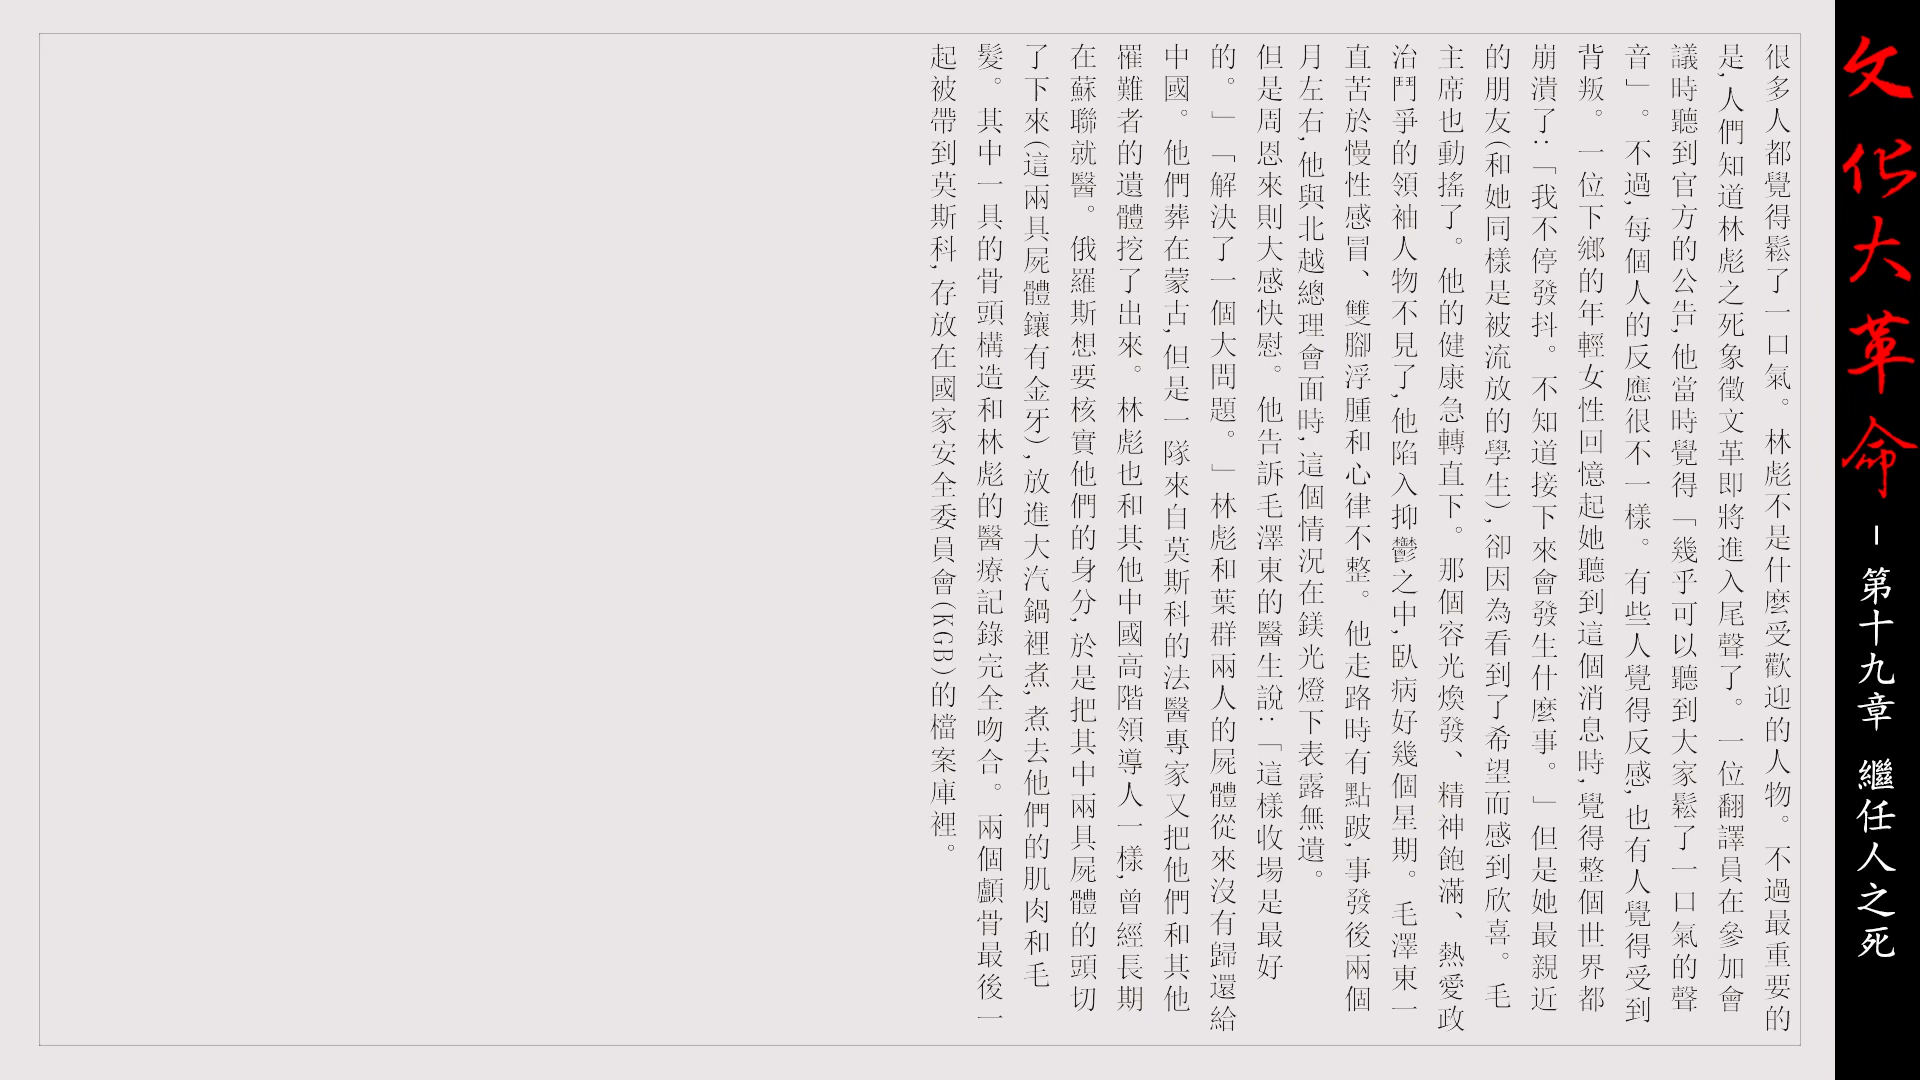 文化大革命 – 第十九章 繼任人之死
很多人都覺得鬆了一口氣。林彪不是什麼受歡迎的人物。不過最重要的
是,人們知道林彪之死象徵文革即將進入尾聲了。一位翻譯員在參加會
議時聽到官方的公告,他當時覺得「幾乎可以聽到大家鬆了一口氣的聲
音」。不過,每個人的反應很不一樣。有些人覺得反感,也有人覺得受到
背叛。一位下鄉的年輕女性回憶起她聽到這個消息時,覺得整個世界都
崩潰了:「我不停發抖。不知道接下來會發生什麼事。」但是她最親近
的朋友(和她同樣是被流放的學生),卻因為看到了希望而感到欣喜。毛
主席也動搖了。他的健康急轉直下。那個容光煥發、精神飽滿、熱愛政
治鬥爭的領袖人物不見了,他陷入抑鬱之中,臥病好幾個星期。毛澤東一
直苦於慢性感冒、雙腳浮腫和心律不整。他走路時有點跛,事發後兩個
月左右,他與北越總理會面時,這個情況在鎂光燈下表露無遺。
但是周恩來則大感快慰。他告訴毛澤東的醫生說:「這樣收場是最好
的。」「解決了一個大問題。」林彪和葉群兩人的屍體從來沒有歸還給
中國。他們葬在蒙古,但是一隊來自莫斯科的法醫專家又把他們和其他
罹難者的遺體挖了出來。林彪也和其他中國高階領導人一樣,曾經長期
在蘇聯就醫。俄羅斯想要核實他們的身分,於是把其中兩具屍體的頭切
了下來(這兩具屍體鑲有金牙),放進大汽鍋裡煮,煮去他們的肌肉和毛
髮。其中一具的骨頭構造和林彪的醫療記錄完全吻合。兩個顱骨最後一
起被帶到莫斯科,存放在國家安全委員會(KGB)的檔案庫裡。